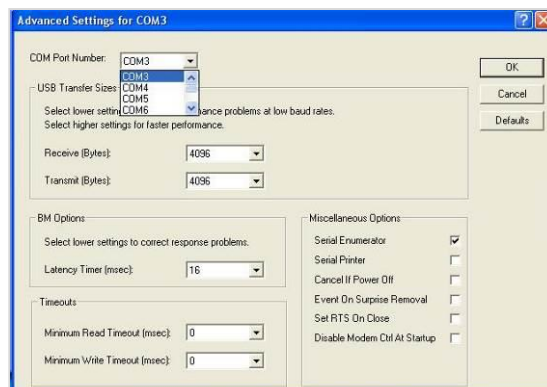 Advanced Settings for COM3
COM Port Number: COM3
COM3
COM4
COM5
COM6
OK
Cancel
Defaults
USB Transfer Sizes
Select lower settin ance problems at low baud rates.
Select higher settings for faster performance.
Receive (Bytes): 4096
Transmit (Bytes): 4096
BM Options
Select lower settings to correct response problems.
Latency Timer (msec): 16
Timeouts
Minimum Read Timeout (msec): 0
Minimum Write Timeout (msec): 0
Miscellaneous Options
Serial Enumerator
Serial Printer
Cancel If Power Off
Event On Surprise Removal
Set RTS On Close
Disable Modem Ctrl At Startup